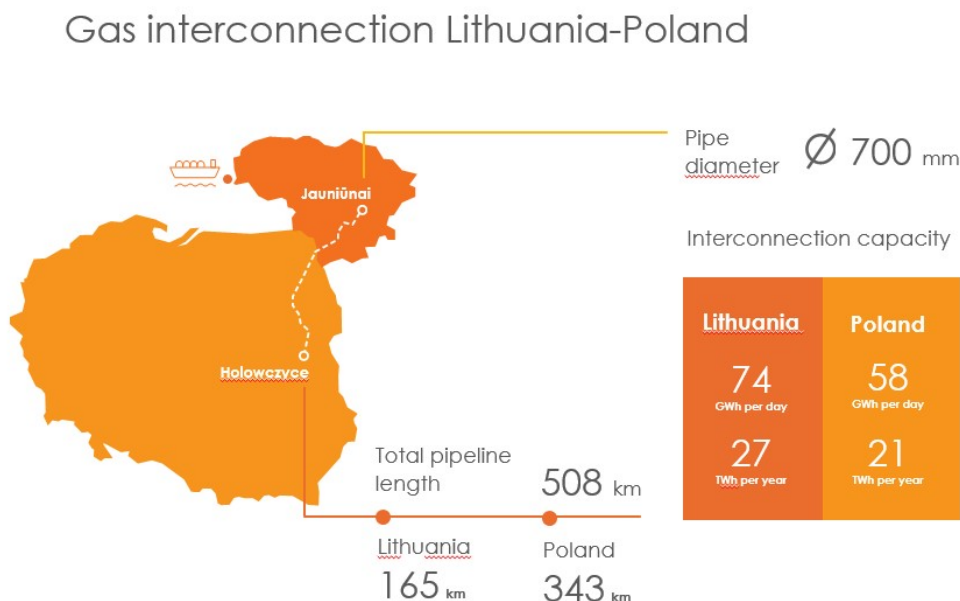 Gas interconnection Lithuania-Poland
Pipe
diameter
Ø 700 mm
Jauniūnai
Interconnection capacity
Lithuania
Poland
74
GWh per day
58
GWh per day
27
TWh per year
21
TWh per year
Holowczyce
Total pipeline
length
508 km
Lithuania
165 km
Poland
343 km